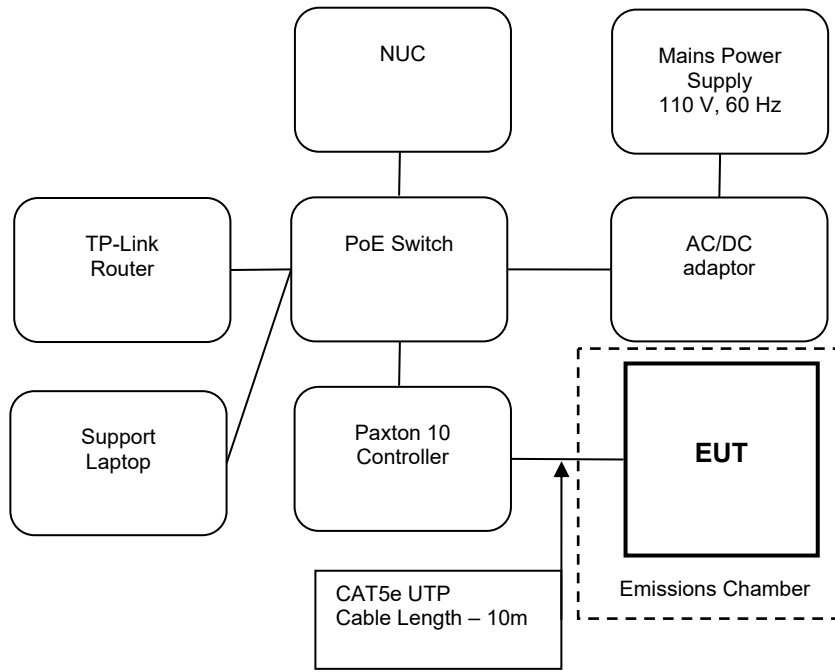 NUC
Mains Power
Supply
110 V, 60 Hz
TP-Link
Router
PoE Switch
AC/DC
adaptor
Support
Laptop
Paxton 10
Controller
EUT
CAT5e UTP
Cable Length – 10m
Emissions Chamber